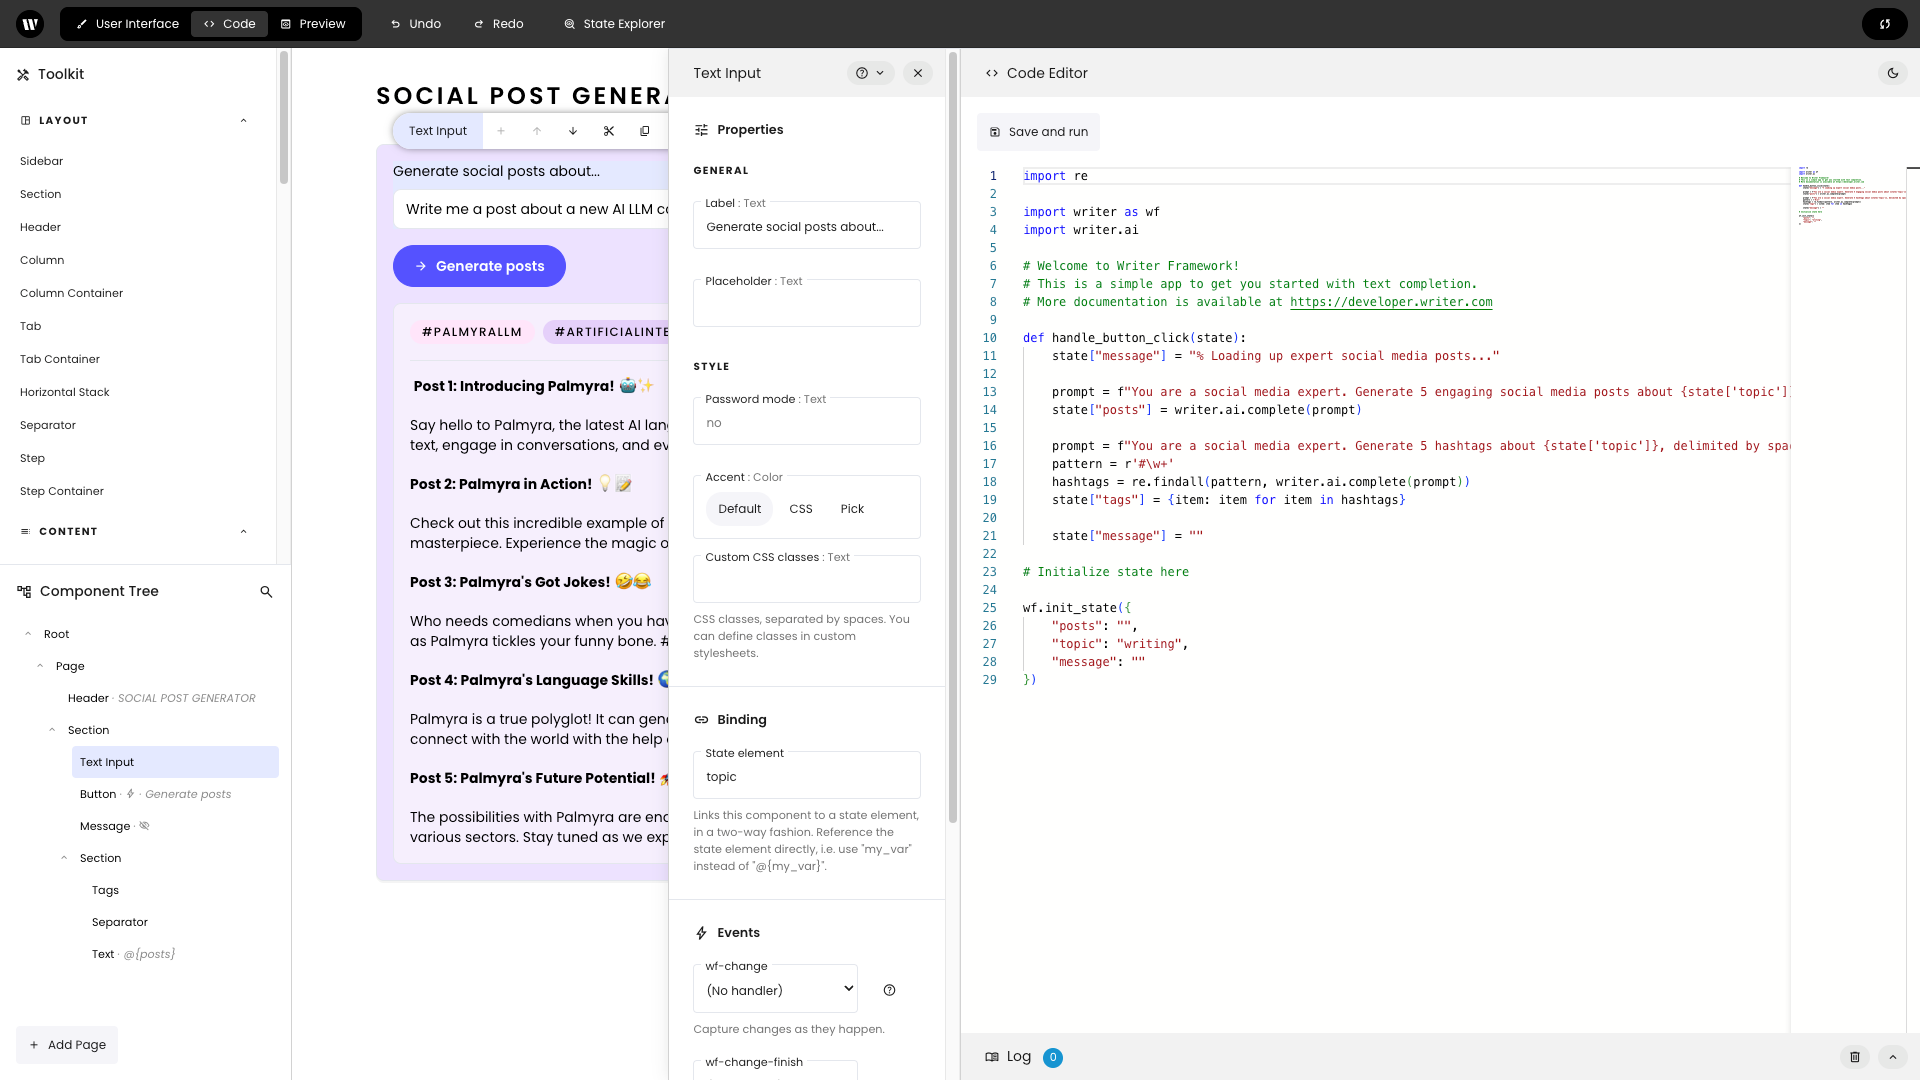 User Interface
Code
Preview
Undo
Redo
State Explorer
Toolkit
LAYOUT
Sidebar
Section
Header
Column
Column Container
Tab
Tab Container
Horizontal Stack
Separator
Step
Step Container
CONTENT
Component Tree
Root
Page
Header · SOCIAL POST GENERATOR
Section
Text Input
Button · · Generate posts
Message ·
Section
Tags
Separator
Text · @{posts}
+ Add Page
SOCIAL POST GENERA
Text Input
Generate social posts about...
Write me a post about a new AI LLM
Generate posts
#PALMYRALLM
#ARTIFICIALINTE
Post 1: Introducing Palmyra! 🤖✨
Say hello to Palmyra, the latest AI
text, engage in conversations, and
Post 2: Palmyra in Action! 💡📝
Check out this incredible example of
masterpiece. Experience the magic
Post 3: Palmyra's Got Jokes! 🤣😂
Who needs comedians when you
as Palmyra tickles your funny bone. #
Post 4: Palmyra's Language Skills!
Palmyra is a true polyglot! It can
connect with the world with the help
Post 5: Palmyra's Future Potential!
The possibilities with Palmyra are
various sectors. Stay tuned as we
Text Input
Properties
GENERAL
Label : Text
Generate social posts about...
Placeholder : Text
STYLE
Password mode : Text
no
Accent : Color
Default
CSS
Pick
Custom CSS classes : Text
CSS classes, separated by spaces. You
can define classes in custom
stylesheets.
Binding
State element
topic
Links this component to a state element,
in a two-way fashion. Reference the
state element directly, i.e. use "my_var"
instead of "@{my_var}".
Events
wf-change
(No handler)
Capture changes as they happen.
wf-change-finish
Code Editor
Save and run
1 import re
2
3 import writer as wf
4 import writer.ai
5
6 # Welcome to Writer Framework!
7 # This is a simple app to get you started with text completion.
8 # More documentation is available at https://developer.writer.com
9
10 def handle_button_click(state):
11 state["message"] = "% Loading up expert social media posts..."
12
13 prompt = f"You are a social media expert. Generate 5 engaging social media posts about {state['topic']
14 state["posts"] = writer.ai.complete(prompt)
15
16 prompt = f"You are a social media expert. Generate 5 hashtags about {state['topic']}, delimited by
17 pattern = r'#\w+'
18 hashtags = re.findall(pattern, writer.ai.complete(prompt))
19 state["tags"] = {item: item for item in hashtags}
20
21 state["message"] = ""
22
23 # Initialize state here
24
25 wf.init_state({
26 "posts": "",
27 "topic": "writing",
28 "message": ""
29 })
Log 0